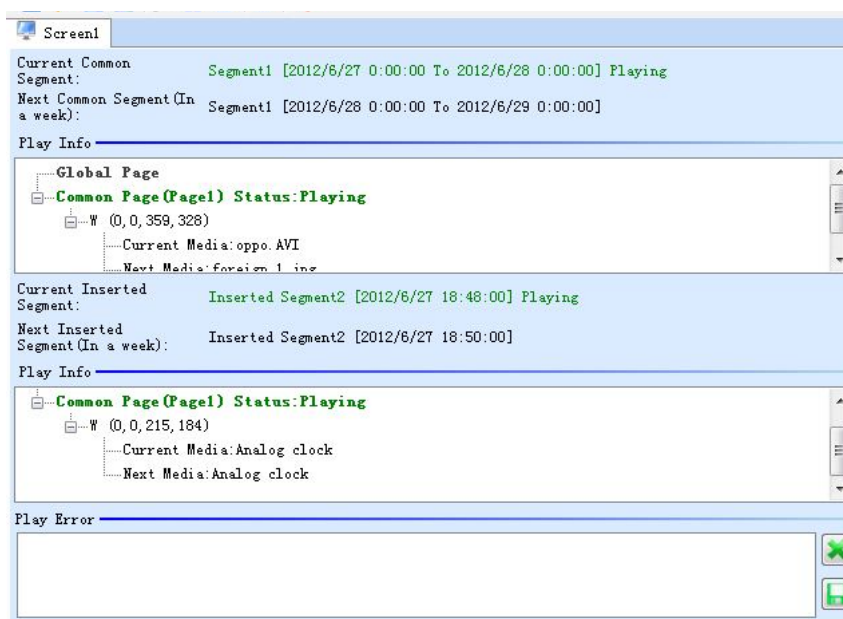 Screen1
Current Common
Segment:
Segment1 [2012/6/27 0:00:00 To 2012/6/28 0:00:00] Playing
Next Common Segment(In
a week):
Segment1 [2012/6/28 0:00:00 To 2012/6/29 0:00:00]
Play Info
Global Page
Common Page(Page1) Status:Playing
W (0,0,359,328)
Current Media:oppo.AVI
Next Media:foreign 1.jpg
Current Inserted
Segment:
Inserted Segment2 [2012/6/27 18:48:00] Playing
Next Inserted
Segment(In a week):
Inserted Segment2 [2012/6/27 18:50:00]
Play Info
Common Page(Page1) Status:Playing
W (0,0,215,184)
Current Media:Analog clock
Next Media:Analog clock
Play Error